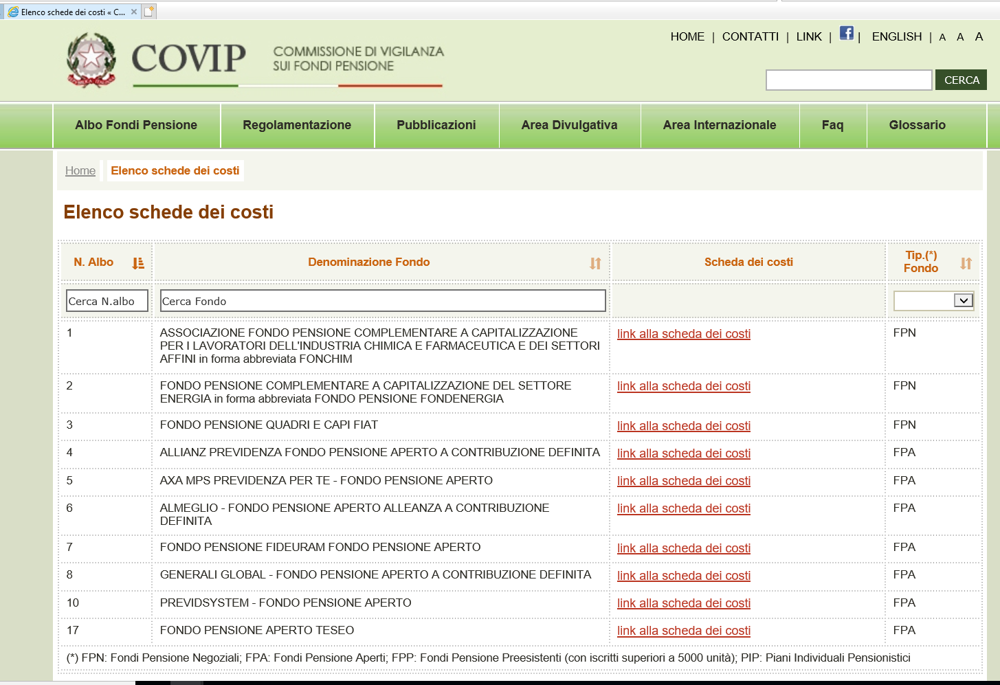 Elenco schede dei costi « C...
HOME | CONTATTI | LINK | f | ENGLISH | A A A
COVIP
COMMISSIONE DI VIGILANZA
SUI FONDI PENSIONE
CERCA
Albo Fondi Pensione Regolamentazione Pubblicazioni Area Divulgativa Area Internazionale Faq Glossario
Home Elenco schede dei costi
Elenco schede dei costi
N. Albo Denominazione Fondo Scheda dei costi Tip.(*)
Fondo
Cerca N.albo Cerca Fondo
1 ASSOCIAZIONE FONDO PENSIONE COMPLEMENTARE A CAPITALIZZAZIONE link alla scheda dei costi FPN
PER I LAVORATORI DELL'INDUSTRIA CHIMICA E FARMACEUTICA E DEI SETTORI
AFFINI in forma abbreviata FONCHIM
2 FONDO PENSIONE COMPLEMENTARE A CAPITALIZZAZIONE DEL SETTORE link alla scheda dei costi FPN
ENERGIA in forma abbreviata FONDO PENSIONE FONDENERGIA
3 FONDO PENSIONE QUADRI E CAPI FIAT link alla scheda dei costi FPN
4 ALLIANZ PREVIDENZA FONDO PENSIONE APERTO A CONTRIBUZIONE DEFINITA link alla scheda dei costi FPA
5 AXA MPS PREVIDENZA PER TE - FONDO PENSIONE APERTO link alla scheda dei costi FPA
6 ALMEGLIO - FONDO PENSIONE APERTO ALLEANZA A CONTRIBUZIONE link alla scheda dei costi FPA
DEFINITA
7 FONDO PENSIONE FIDEURAM FONDO PENSIONE APERTO link alla scheda dei costi FPA
8 GENERALI GLOBAL - FONDO PENSIONE APERTO A CONTRIBUZIONE DEFINITA link alla scheda dei costi FPA
10 PREVIDSYSTEM - FONDO PENSIONE APERTO link alla scheda dei costi FPA
17 FONDO PENSIONE APERTO TESEO link alla scheda dei costi FPA
(*) FPN: Fondi Pensione Negoziali; FPA: Fondi Pensione Aperti; FPP: Fondi Pensione Preesistenti (con iscritti superiori a 5000 unità); PIP: Piani Individuali Pensionistici